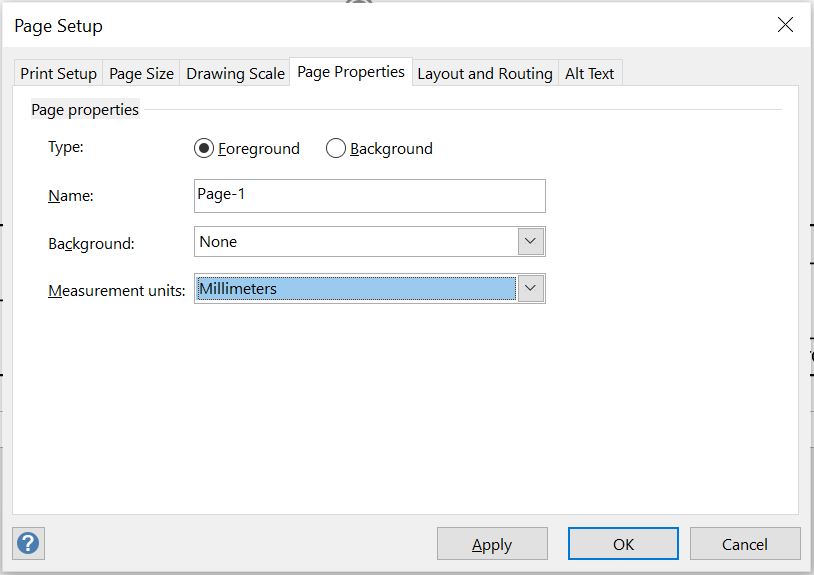 Page Setup
Print Setup Page Size Drawing Scale Page Properties Layout and Routing Alt Text
Page properties
Type: Foreground Background
Name: Page-1
Background: None
Measurement units: Millimeters
? Apply OK Cancel